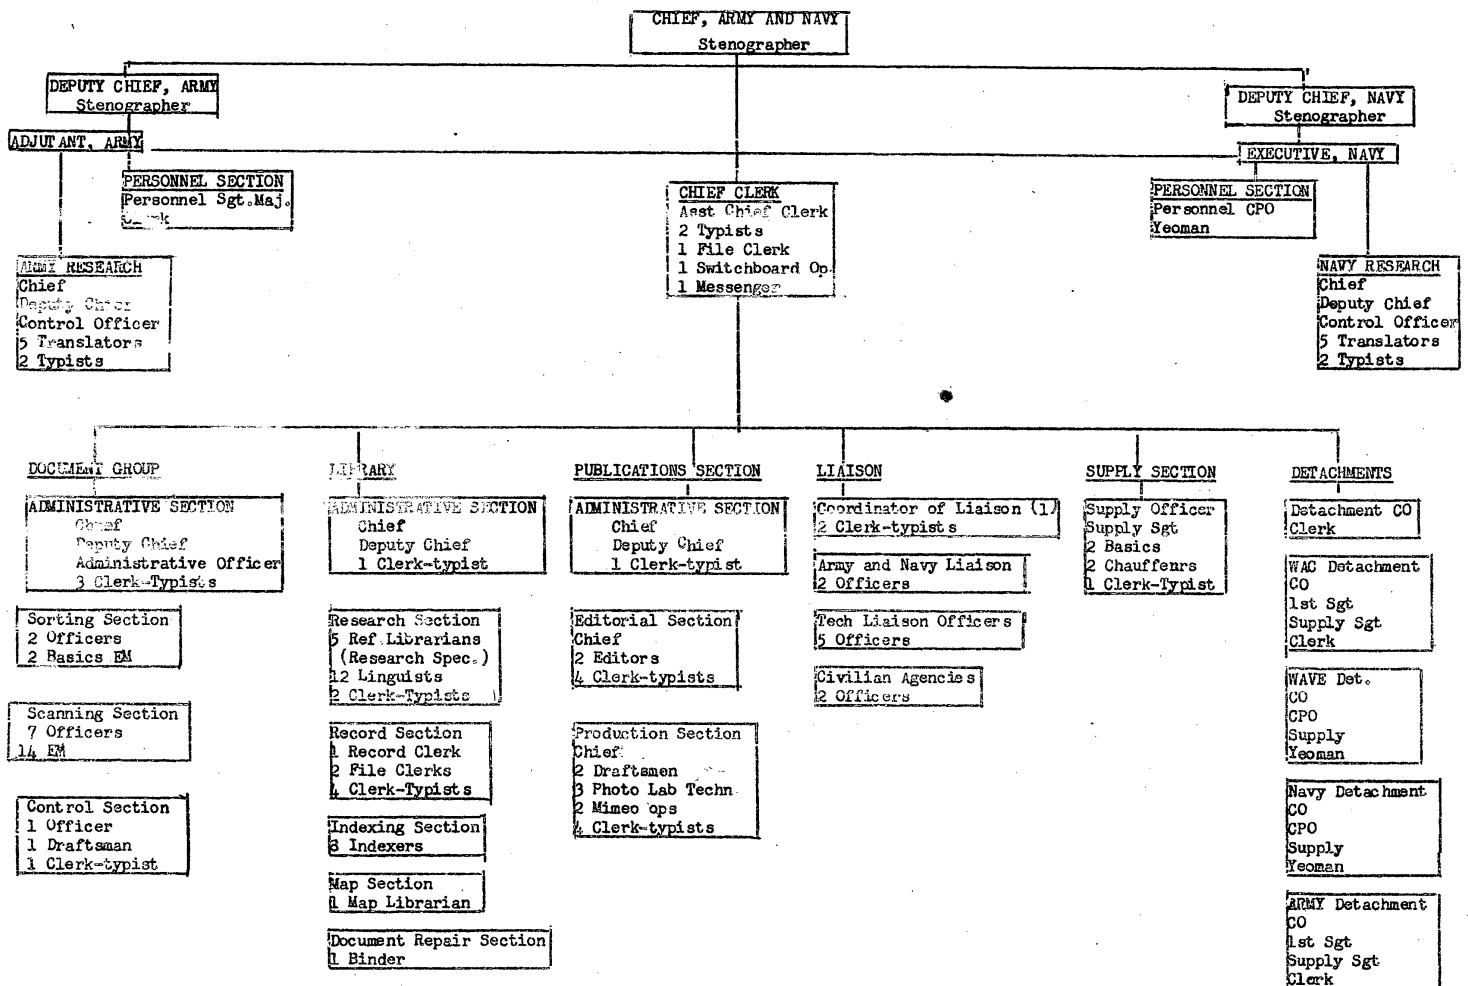 CHIEF, ARMY AND NAVY
Stenographer
DEPUTY CHIEF, ARMY
Stenographer
DEPUTY CHIEF, NAVY
Stenographer
ADJUTANT, ARMY
EXECUTIVE, NAVY
PERSONNEL SECTION
Personnel Sgt.Maj.
CHIEF CLERK
Asst Chief Clerk
2 Typists
1 File Clerk
1 Switchboard Op.
1 Messenger
PERSONNEL SECTION
Personnel CPO
Yeoman
ARMY RESEARCH
Chief
Deputy Chief
Control Officer
5 Translators
2 Typists
NAVY RESEARCH
Chief
Deputy Chief
Control Officer
5 Translators
2 Typists
DOCUMENT GROUP
ADMINISTRATIVE SECTION
Chief
Deputy Chief
Administrative Officer
3 Clerk-Typists
Sorting Section
2 Officers
2 Basics EM
Scanning Section
7 Officers
14 EM
Control Section
1 Officer
1 Draftsman
1 Clerk-typist
LIBRARY
ADMINISTRATIVE SECTION
Chief
Deputy Chief
1 Clerk-typist
Research Section
5 Ref.Librarians
(Research Spec.)
12 Linguists
2 Clerk-Typists
Record Section
1 Record Clerk
2 File Clerks
4 Clerk-Typists
Indexing Section
3 Indexers
Map Section
1 Map Librarian
Document Repair Section
1 Binder
PUBLICATIONS SECTION
ADMINISTRATIVE SECTION
Chief
Deputy Chief
1 Clerk-typist
Editorial Section
Chief
2 Editors
4 Clerk-typists
Production Section
Chief
2 Draftsmen
3 Photo Lab Techn.
2 Mimeo ops
4 Clerk-typists
LIAISON
Coordinator of Liaison (1)
2 Clerk-typists
Army and Navy Liaison
2 Officers
Tech Liaison Officers
5 Officers
Civilian Agencies
2 Officers
SUPPLY SECTION
Supply Officer
Supply Sgt
2 Basics
2 Chauffeurs
1 Clerk-Typist
DETACHMENTS
Detachment CO
Clerk
WAC Detachment
CO
1st Sgt
Supply Sgt
Clerk
WAVE Det.
CO
CPO
Supply
Yeoman
Navy Detachment
CO
CPO
Supply
Yeoman
ARMY Detachment
CO
1st Sgt
Supply Sgt
Clerk